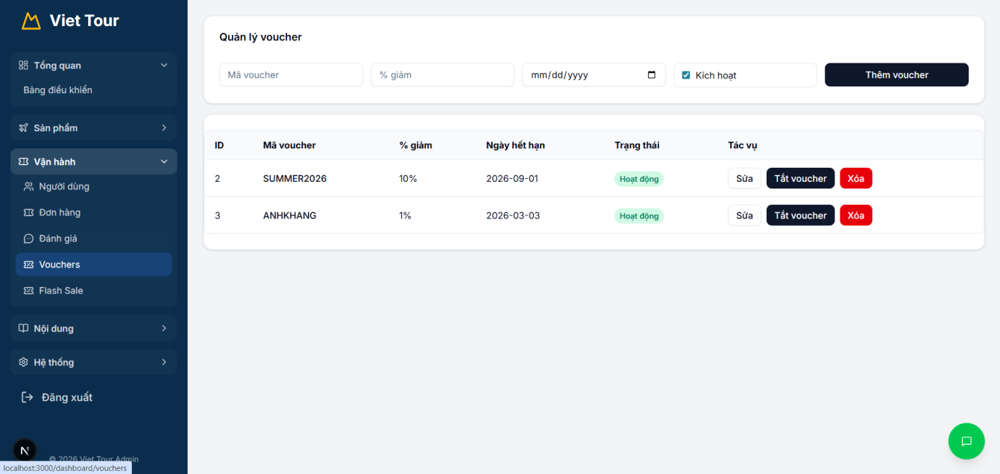 Viet Tour
Tổng quan
Bảng điều khiển
Sản phẩm
Vận hành
Người dùng
Đơn hàng
Đánh giá
Vouchers
Flash Sale
Nội dung
Hệ thống
Đăng xuất
N
© 2026 Viet Tour Admin
localhost:3000/dashboard/vouchers
Quản lý voucher
Mã voucher % giảm mm/dd/yyyy Kích hoạt Thêm voucher
ID Mã voucher % giảm Ngày hết hạn Trạng thái Tác vụ
2 SUMMER2026 10% 2026-09-01 Hoạt động Sửa Tắt voucher Xóa
3 ANHKHANG 1% 2026-03-03 Hoạt động Sửa Tắt voucher Xóa